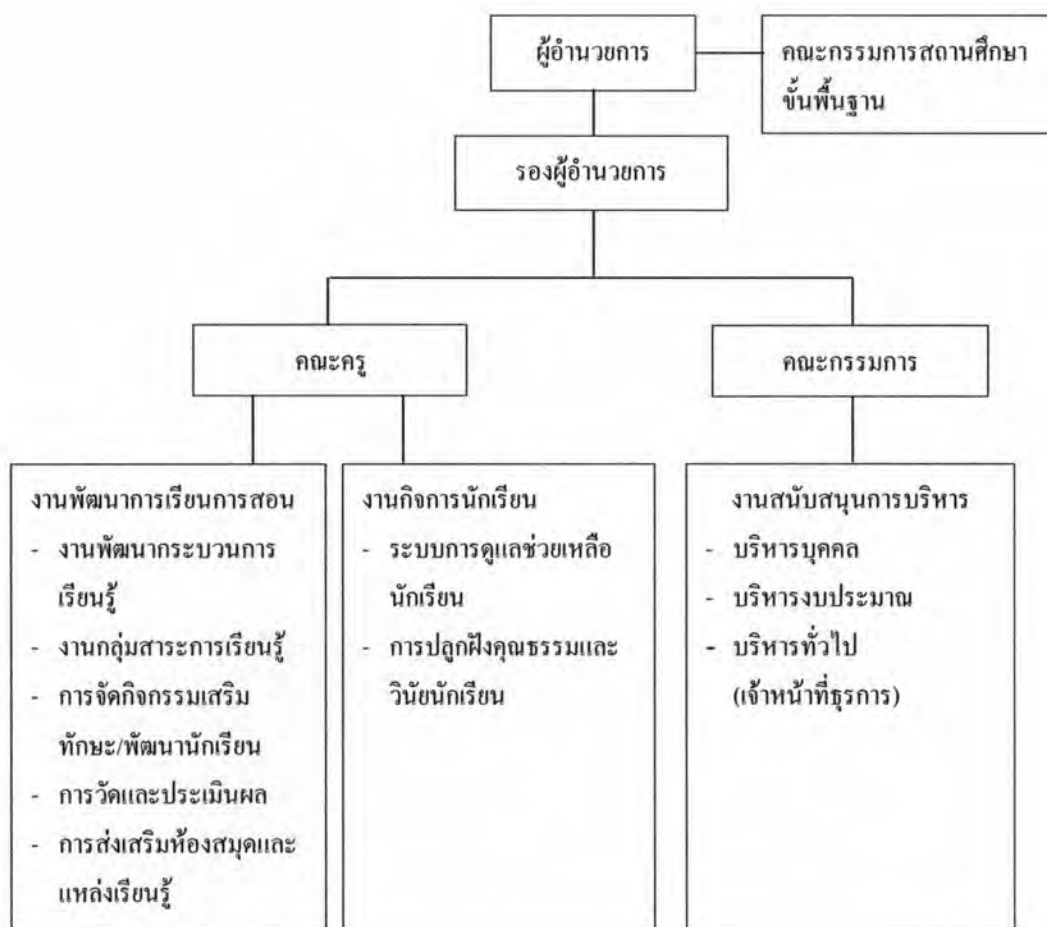 ผู้อำนวยการ
คณะกรรมการสถานศึกษา
ขั้นพื้นฐาน
รองผู้อำนวยการ
คณะครู
คณะกรรมการ
งานพัฒนาการเรียนการสอน
- งานพัฒนากระบวนการ
เรียนรู้
- งานกลุ่มสาระการเรียนรู้
- การจัดกิจกรรมเสริม
ทักษะ/พัฒนานักเรียน
- การวัดและประเมินผล
- การส่งเสริมห้องสมุดและ
แหล่งเรียนรู้
งานกิจการนักเรียน
- ระบบการดูแลช่วยเหลือ
นักเรียน
- การปลูกฝังคุณธรรมและ
วินัยนักเรียน
งานสนับสนุนการบริหาร
- บริหารบุคคล
- บริหารงบประมาณ
- บริหารทั่วไป
(เจ้าหน้าที่ธุรการ)